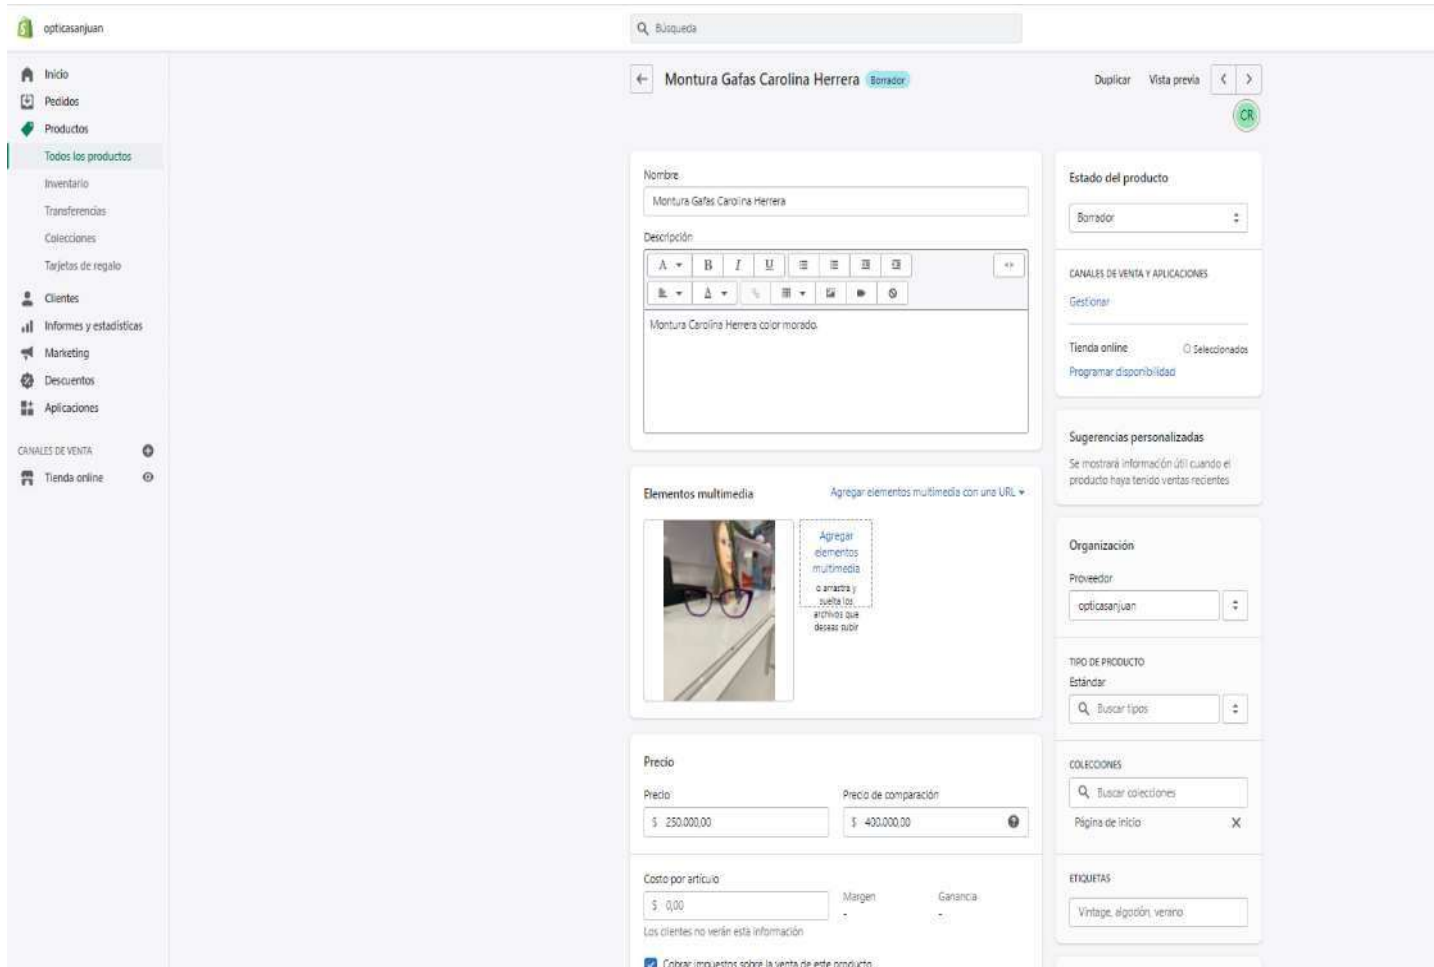 opticasanjuan
Búsqueda
Inicio
Pedidos
Productos
Todos los productos
Inventario
Transferencias
Colecciones
Tarjetas de regalo
Clientes
Informes y estadísticas
Marketing
Descuentos
Aplicaciones
CANALES DE VENTA
Tienda online
Montura Gafas Carolina Herrera Borrador
Duplicar Vista previa
CR
Nombre
Montura Gafas Carolina Herrera
Descripción
A B I U
A
Montura Carolina Herrera color morado.
Elementos multimedia
Agregar elementos multimedia con una URL
Agregar
elementos
multimedia
o arrastra y
suelta los
archivos que
deseas subir
Precio
Precio
Precio de comparación
$ 250.000,00
$ 400.000,00
Costo por artículo
Margen
Ganancia
$ 0,00
-
-
Los clientes no verán esta información
Cobrar impuestos sobre la venta de este producto
Estado del producto
Borrador
CANALES DE VENTA Y APLICACIONES
Gestionar
Tienda online
Seleccionados
Programar disponibilidad
Sugerencias personalizadas
Se mostrará información útil cuando el
producto haya tenido ventas recientes
Organización
Proveedor
opticasanjuan
TIPO DE PRODUCTO
Estándar
Buscar tipos
COLECCIONES
Buscar colecciones
Página de inicio
ETIQUETAS
Vintage, algodón, verano